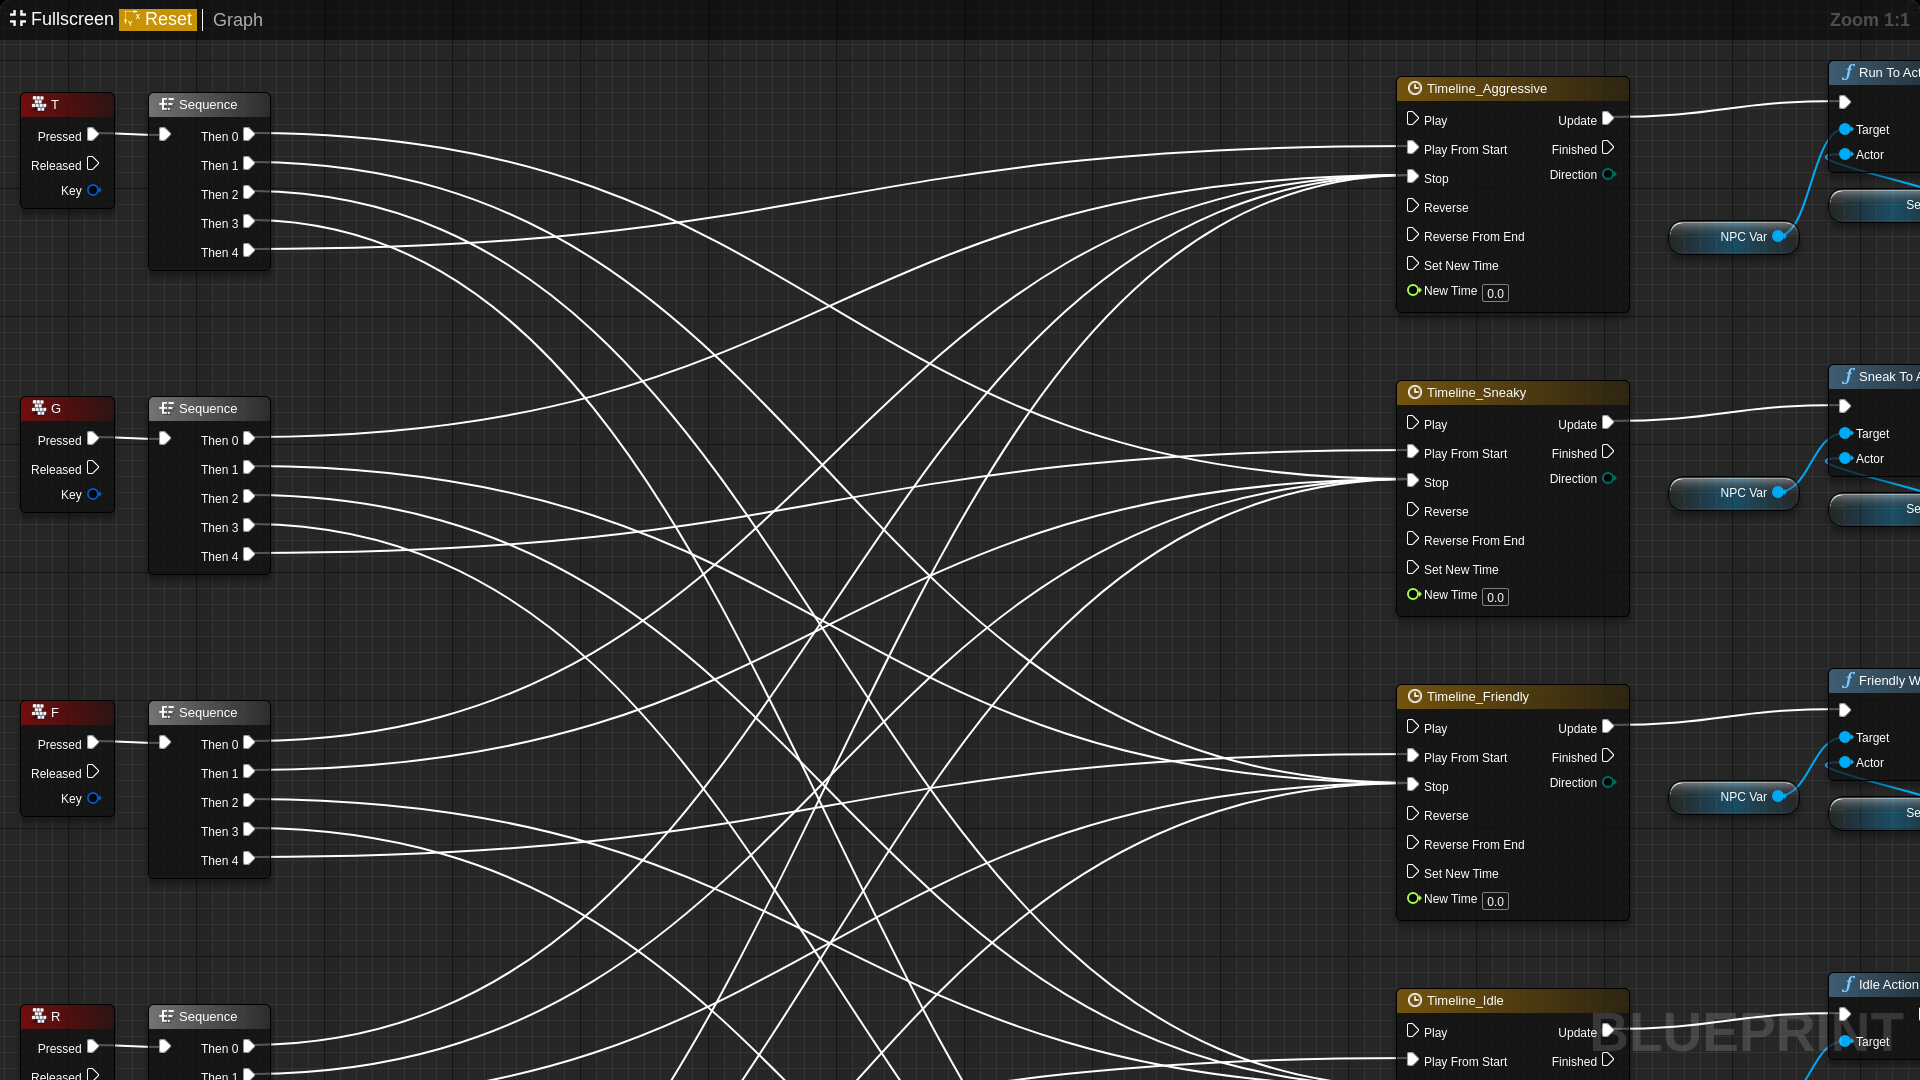 Fullscreen Reset Graph
Zoom 1:1
T
Pressed
Released
Key
Sequence
Then 0
Then 1
Then 2
Then 3
Then 4
Timeline_Aggressive
Play Update
Play From Start Finished
Stop Direction
Reverse
Reverse From End
Set New Time
New Time 0.0
NPC Var
Run To Act
Target
Actor
Se
G
Pressed
Released
Key
Sequence
Then 0
Then 1
Then 2
Then 3
Then 4
Timeline_Sneaky
Play Update
Play From Start Finished
Stop Direction
Reverse
Reverse From End
Set New Time
New Time 0.0
NPC Var
Sneak To A
Target
Actor
Se
F
Pressed
Released
Key
Sequence
Then 0
Then 1
Then 2
Then 3
Then 4
Timeline_Friendly
Play Update
Play From Start Finished
Stop Direction
Reverse
Reverse From End
Set New Time
New Time 0.0
NPC Var
Friendly W
Target
Actor
Se
R
Pressed
Released
Sequence
Then 0
Then 1
Timeline_Idle
Play Update
Play From Start Finished
Idle Action
Target
BLUEPRINT